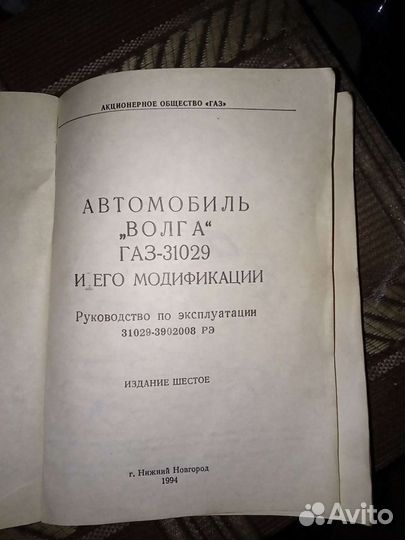 АКЦИОНЕРНОЕ ОБЩЕСТВО «ГАЗ»
АВТОМОБИЛЬ
„ВОЛГА“
ГАЗ-31029
И ЕГО МОДИФИКАЦИИ
Руководство по эксплуатации
31029-3902008 РЭ
ИЗДАНИЕ ШЕСТОЕ
г. Нижний Новгород
1994
Avito